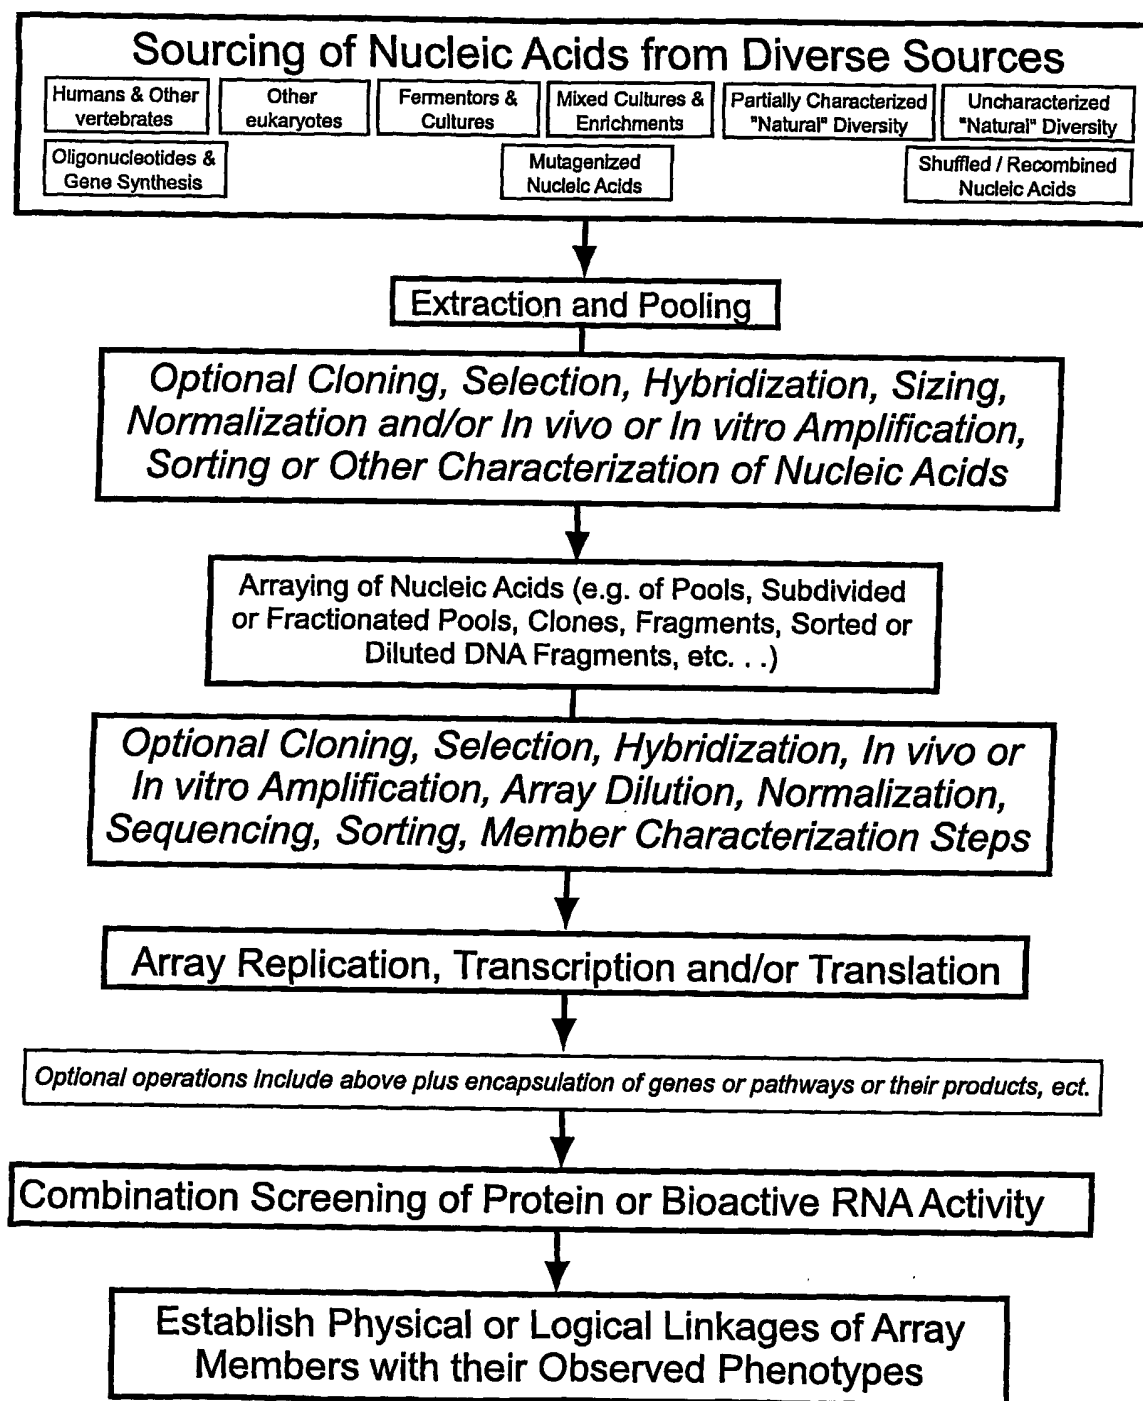 Sourcing of Nucleic Acids from Diverse Sources
Humans & Other
vertebrates
Other
eukaryotes
Fermentors &
Cultures
Mixed Cultures &
Enrichments
Partially Characterized
"Natural" Diversity
Uncharacterized
"Natural" Diversity
Oligonucleotides &
Gene Synthesis
Mutagenized
Nucleic Acids
Shuffled / Recombined
Nucleic Acids
Extraction and Pooling
Optional Cloning, Selection, Hybridization, Sizing,
Normalization and/or In vivo or In vitro Amplification,
Sorting or Other Characterization of Nucleic Acids
Arraying of Nucleic Acids (e.g. of Pools, Subdivided
or Fractionated Pools, Clones, Fragments, Sorted or
Diluted DNA Fragments, etc. . .)
Optional Cloning, Selection, Hybridization, In vivo or
In vitro Amplification, Array Dilution, Normalization,
Sequencing, Sorting, Member Characterization Steps
Array Replication, Transcription and/or Translation
Optional operations include above plus encapsulation of genes or pathways or their products, ect.
Combination Screening of Protein or Bioactive RNA Activity
Establish Physical or Logical Linkages of Array
Members with their Observed Phenotypes